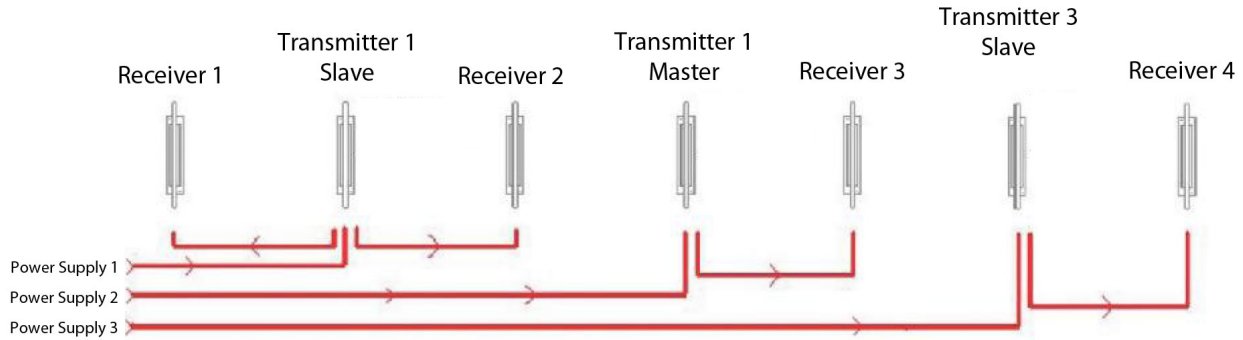 Receiver 1
Transmitter 1
Slave
Receiver 2
Transmitter 1
Master
Receiver 3
Transmitter 3
Slave
Receiver 4
Power Supply 1
Power Supply 2
Power Supply 3